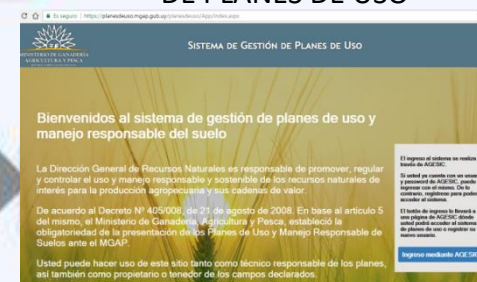 DE PLANES DE USO
Es seguro | https://planesdeuso.mgap.gub.uy/planesdeuso/App/Index.aspx
SISTEMA DE GESTIÓN DE PLANES DE USO
MINISTERIO DE GANADERÍA
AGRICULTURA Y PESCA
Bienvenidos al sistema de gestión de planes de uso y
manejo responsable del suelo
La Dirección General de Recursos Naturales es responsable de promover, regular
y controlar el uso y manejo responsable y sostenible de los recursos naturales de
interés para la producción agropecuaria y sus cadenas de valor.
De acuerdo al Decreto Nº 405/008, de 21 de agosto de 2008. En base al artículo 5
del mismo, el Ministerio de Ganadería, Agricultura y Pesca, estableció la
obligatoriedad de la presentación de los Planes de Uso y Manejo Responsable de
Suelos ante el MGAP.
Usted puede hacer uso de este sitio tanto como técnico responsable de los planes,
así también como propietario o tenedor de los campos declarados.
El ingreso al sistema se realiza
través de AGESIC.
Si usted ya cuenta con un usua
y password de AGESIC, puede
ingresar con el mismo. De lo
contrario, regístrese para poder
acceder al sistema.
El botón de ingreso lo llevará a
una página de AGESIC dónde
usted podrá acceder al sistema
de planes de uso o registrar su
nuevo usuario.
Ingreso mediante AGESIC